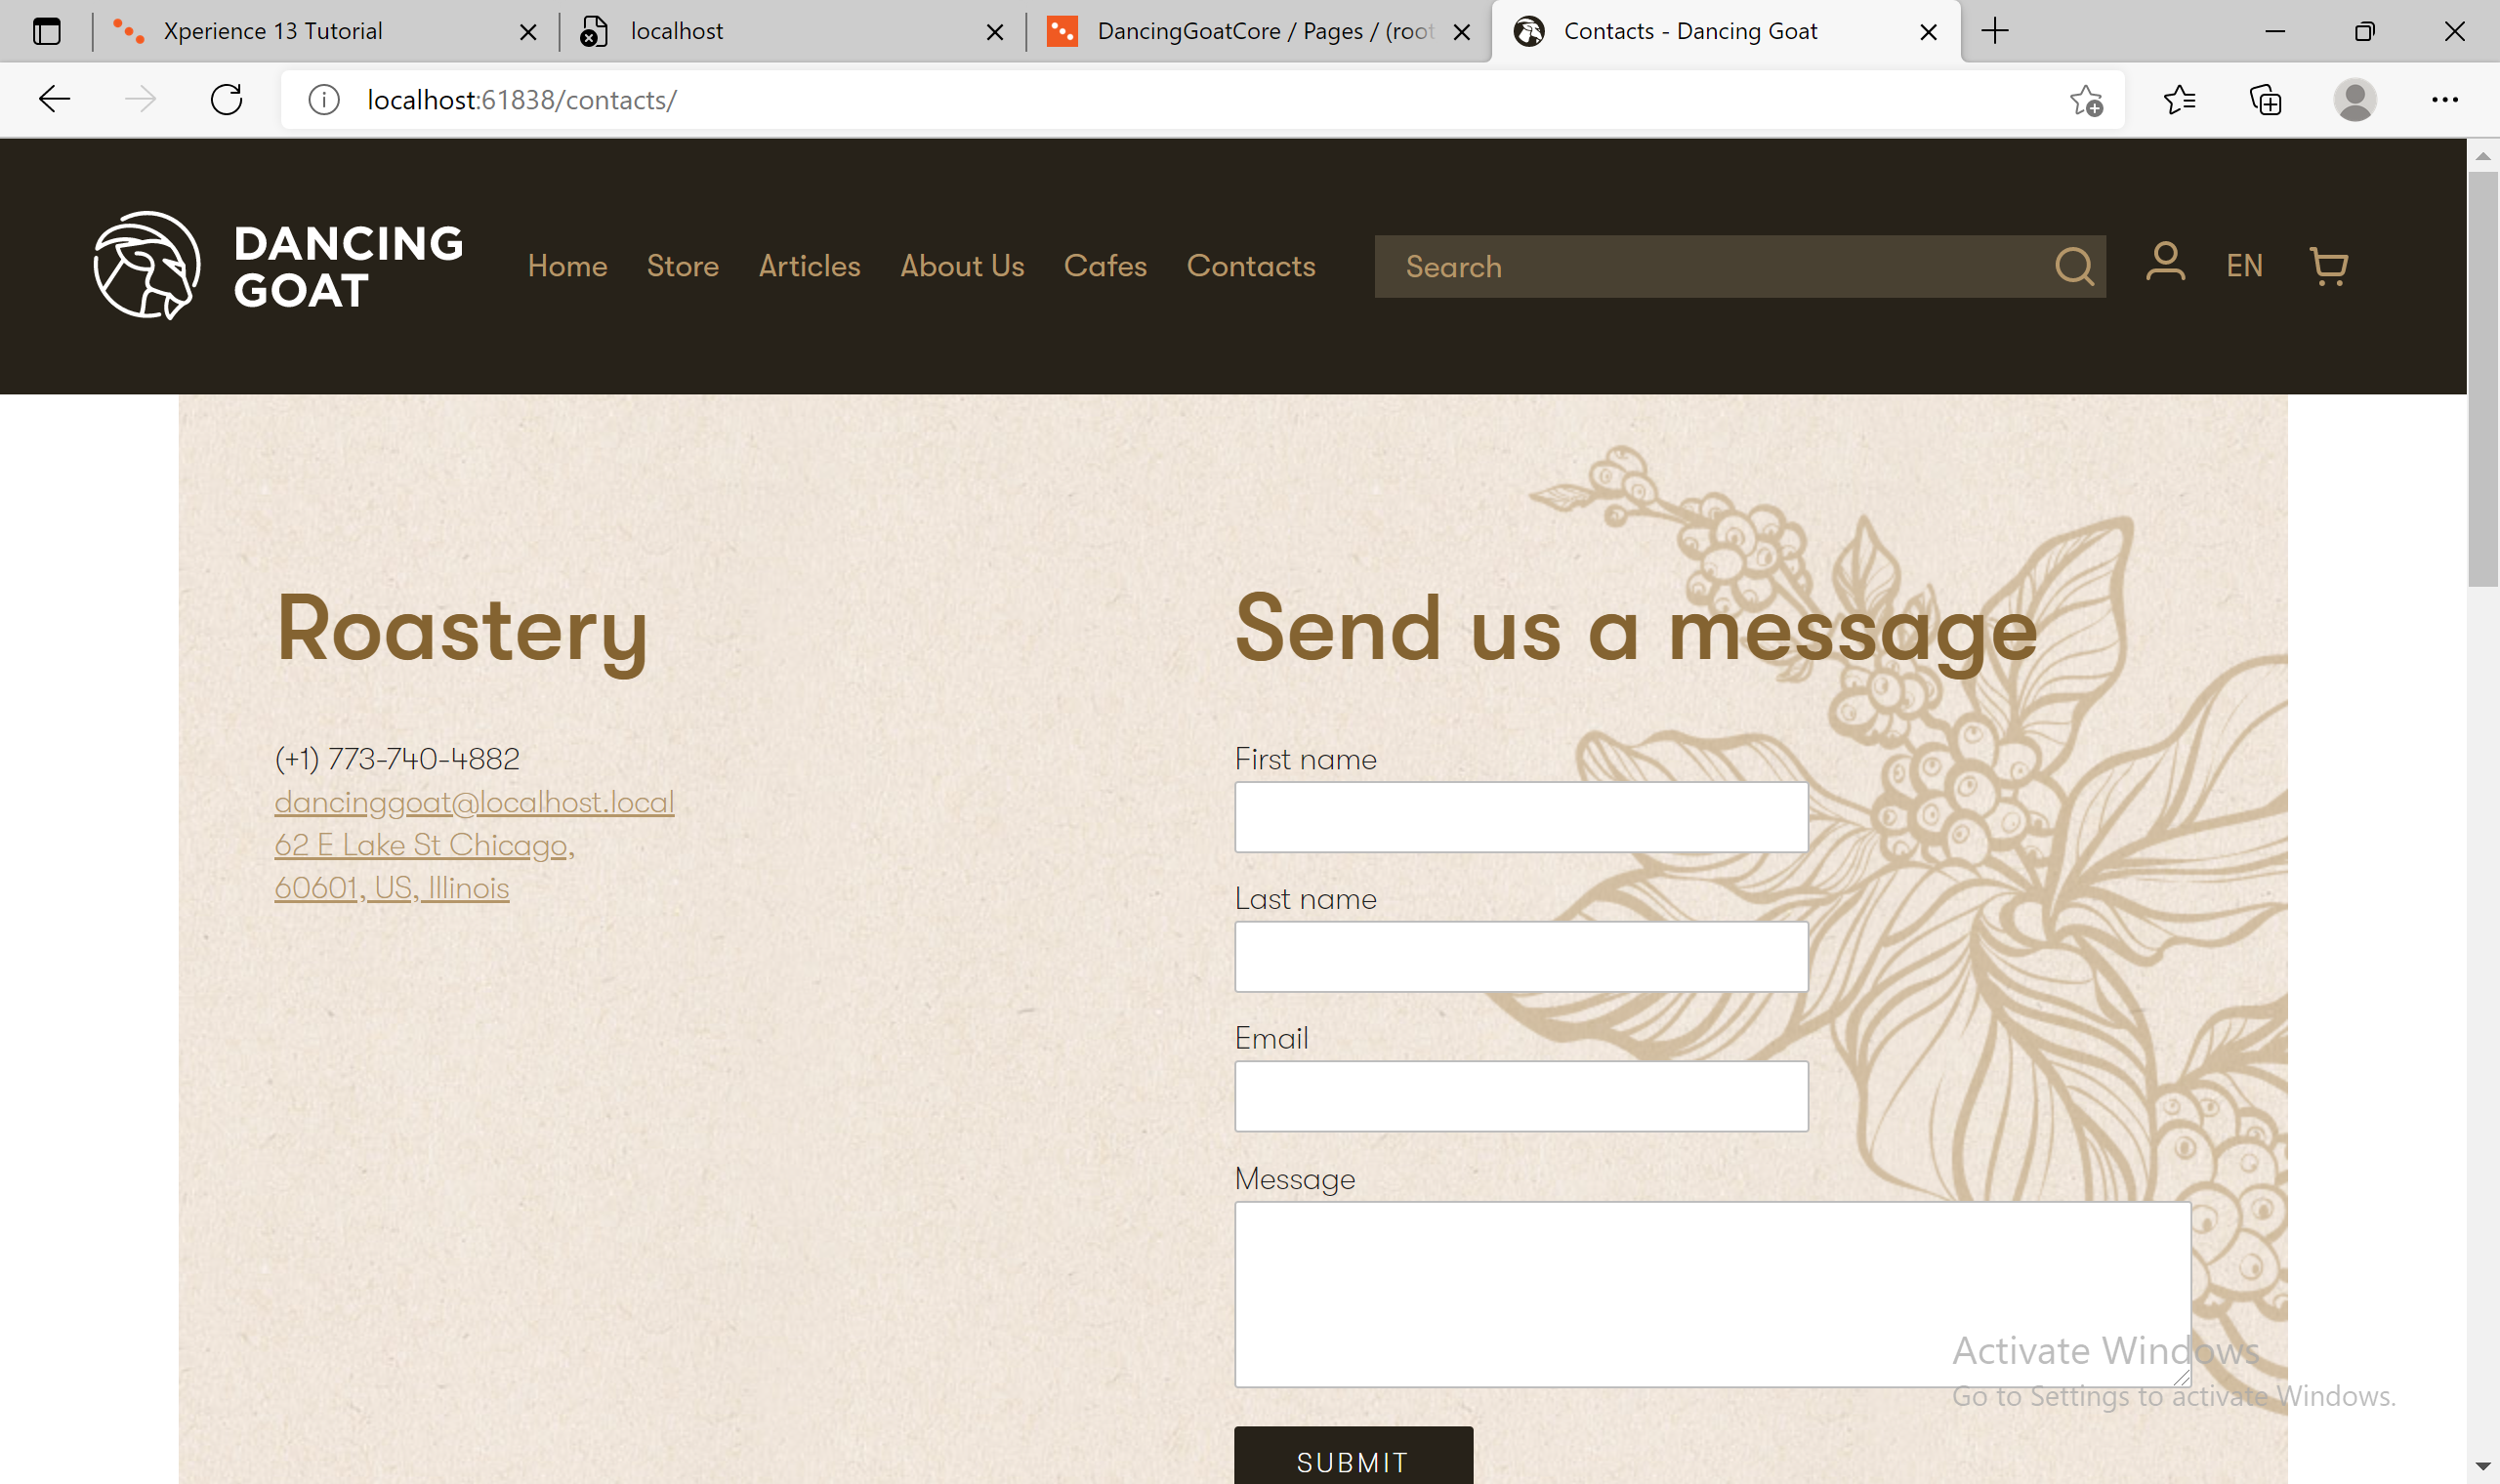 Xperience 13 Tutorial
localhost
DancingGoatCore / Pages / (root
Contacts - Dancing Goat
localhost:61838/contacts/
DANCING
GOAT
Home
Store
Articles
About Us
Cafes
Contacts
Search
EN
Roastery
Send us a message
(+1) 773-740-4882
dancinggoat@localhost.local
62 E Lake St Chicago,
60601, US, Illinois
First name
Last name
Email
Message
SUBMIT
Activate Windows
Go to Settings to activate Windows.